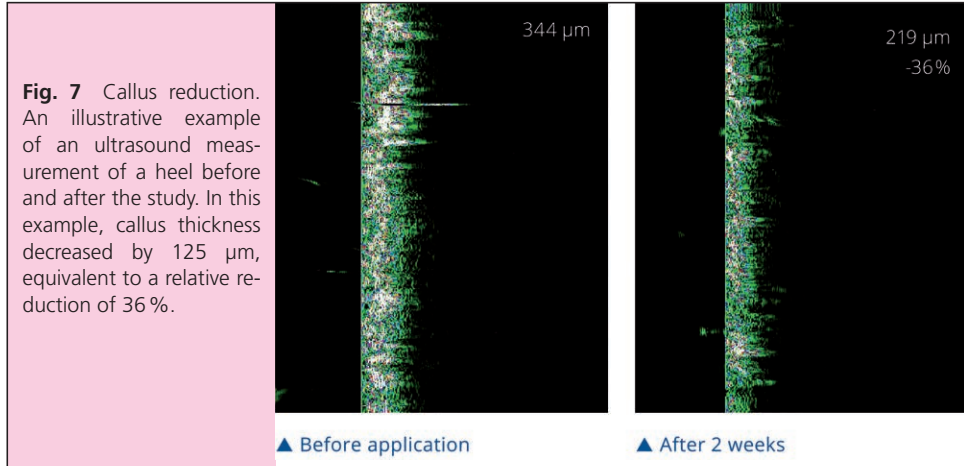 Fig. 7 Callus reduction.
An illustrative example
of an ultrasound meas-
urement of a heel before
and after the study. In this
example, callus thickness
decreased by 125 µm,
equivalent to a relative re-
duction of 36 %.
344 µm
219 µm
-36 %
▲ Before application
▲ After 2 weeks